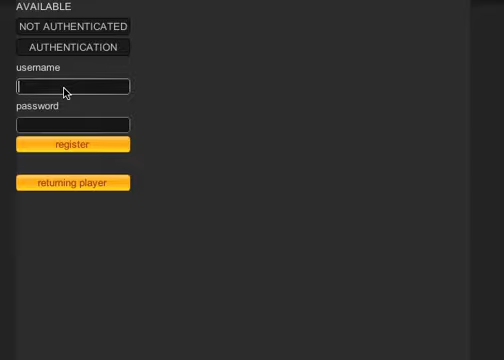 AVAILABLE
NOT AUTHENTICATED
AUTHENTICATION
username
password
register
returning player